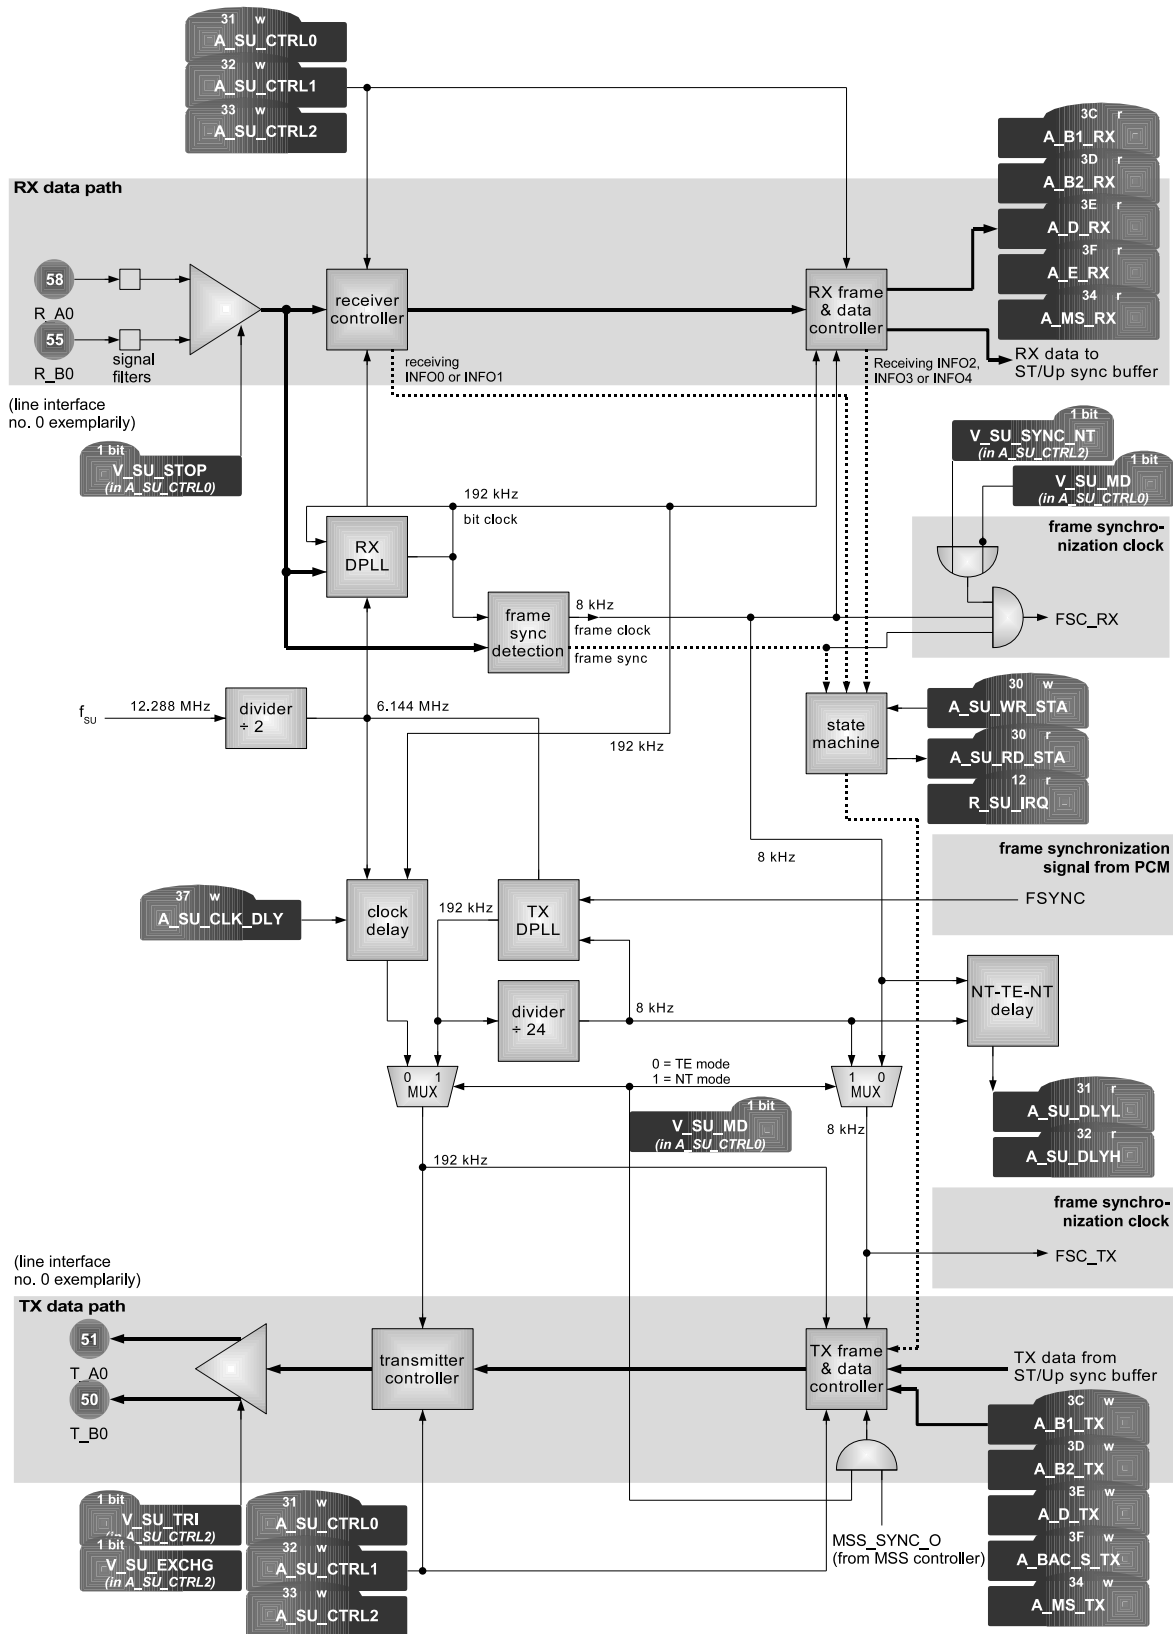 31 w
A_SU_CTRL0
32 w
A_SU_CTRL1
33 w
A_SU_CTRL2
3C r
A_B1_RX
3D r
A_B2_RX
3E r
A_D_RX
3F r
A_E_RX
34 r
A_MS_RX
RX data path
58
R_A0
55
R_B0
signal
filters
receiver
controller
RX frame
& data
controller
receiving
INFO0 or INFO1
Receiving INFO2,
INFO3 or INFO4
RX data to
ST/Up sync buffer
(line interface
no. 0 exemplarily)
1 bit
V_SU_STOP
(in A_SU_CTRL0)
1 bit
V_SU_SYNC_NT
(in A_SU_CTRL2)
1 bit
V_SU_MD
(in A_SU_CTRL0)
192 kHz
bit clock
RX
DPLL
frame synchro-
nization clock
frame
sync
detection
8 kHz
frame clock
frame sync
FSC_RX
fSU
12.288 MHz
divider
÷ 2
6.144 MHz
192 kHz
state
machine
30 w
A_SU_WR_STA
30 r
A_SU_RD_STA
12 r
R_SU_IRQ
8 kHz
frame synchronization
signal from PCM
FSYNC
37 w
A_SU_CLK_DLY
clock
delay
192 kHz
TX
DPLL
divider
÷ 24
8 kHz
NT-TE-NT
delay
0 1
MUX
0 = TE mode
1 = NT mode
1 0
MUX
1 bit
V_SU_MD
(in A_SU_CTRL0)
8 kHz
31 r
A_SU_DLYL
32 r
A_SU_DLYH
192 kHz
frame synchro-
nization clock
FSC_TX
(line interface
no. 0 exemplarily)
TX data path
51
T_A0
50
T_B0
transmitter
controller
TX frame
& data
controller
TX data from
ST/Up sync buffer
3C w
A_B1_TX
3D w
A_B2_TX
3E w
A_D_TX
3F w
A_BAC_S_TX
34 w
A_MS_TX
1 bit
V_SU_TRI
(in A_SU_CTRL2)
1 bit
V_SU_EXCHG
(in A_SU_CTRL2)
31 w
A_SU_CTRL0
32 w
A_SU_CTRL1
33 w
A_SU_CTRL2
MSS_SYNC_O
(from MSS controller)